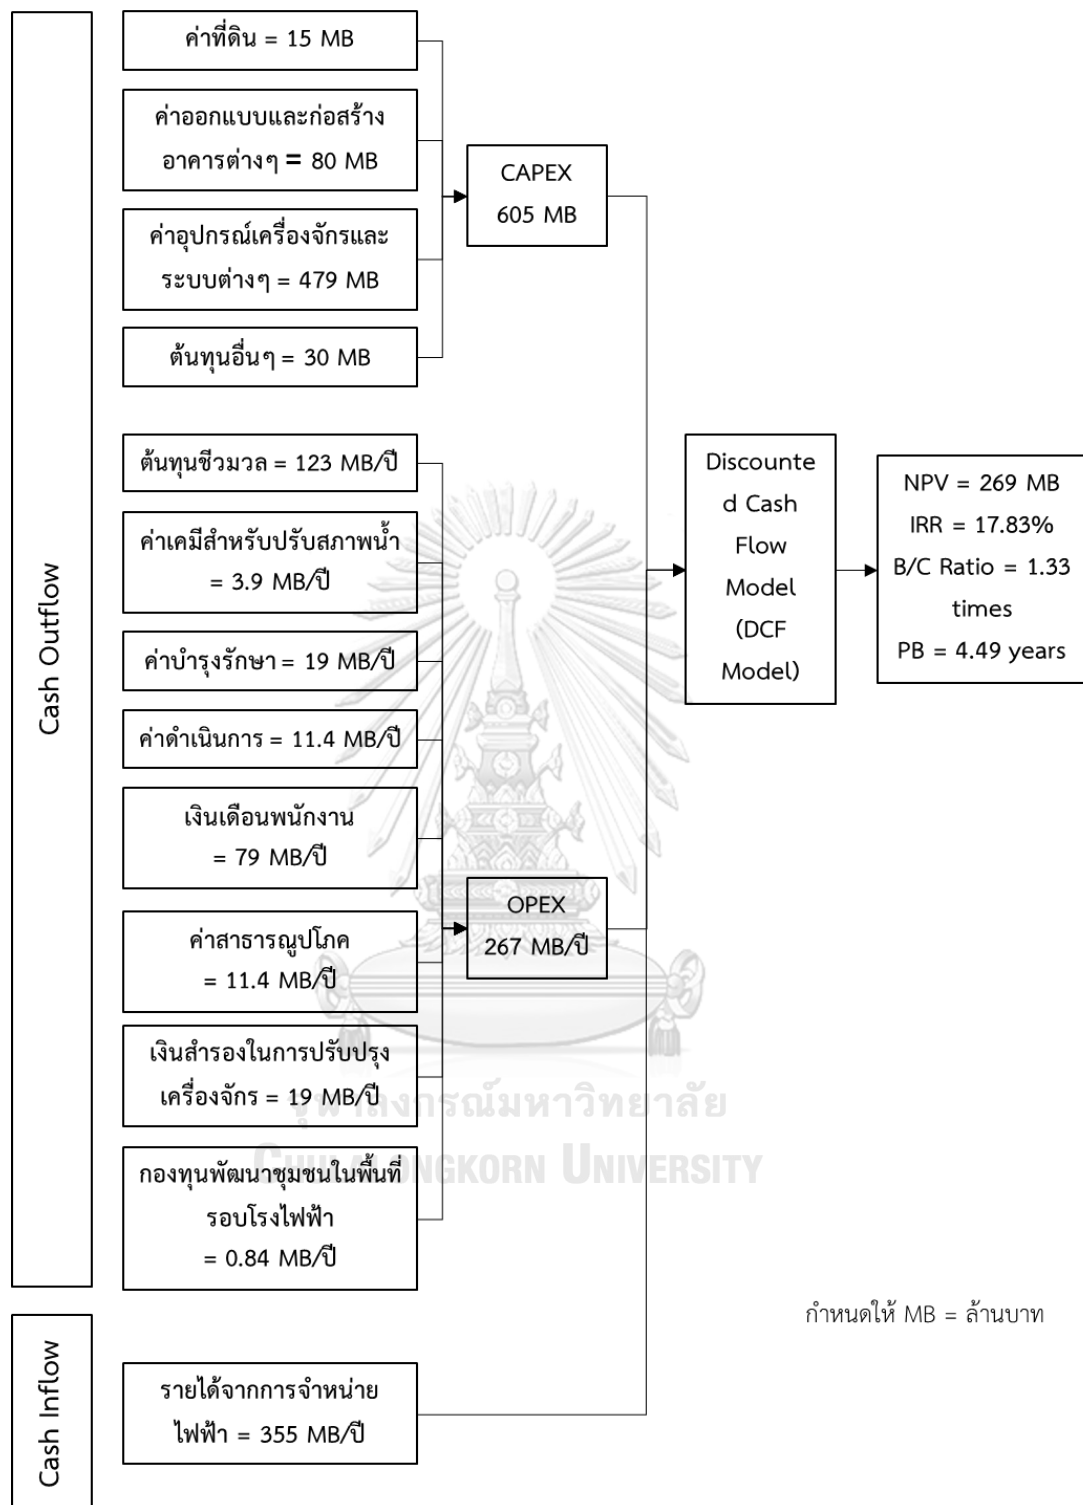 Cash Outflow
ค่าที่ดิน = 15 MB
ค่าออกแบบและก่อสร้าง
อาคารต่างๆ = 80 MB
ค่าอุปกรณ์เครื่องจักรและ
ระบบต่างๆ = 479 MB
ต้นทุนอื่นๆ = 30 MB
CAPEX
605 MB
ต้นทุนชีวมวล = 123 MB/ปี
ค่าเคมีสำหรับปรับสภาพน้ำ
= 3.9 MB/ปี
ค่าบำรุงรักษา = 19 MB/ปี
ค่าดำเนินการ = 11.4 MB/ปี
เงินเดือนพนักงาน
= 79 MB/ปี
ค่าสาธารณูปโภค
= 11.4 MB/ปี
เงินสำรองในการปรับปรุง
เครื่องจักร = 19 MB/ปี
กองทุนพัฒนาชุมชนในพื้นที่
รอบโรงไฟฟ้า
= 0.84 MB/ปี
OPEX
267 MB/ปี
Discounte
d Cash
Flow
Model
(DCF
Model)
NPV = 269 MB
IRR = 17.83%
B/C Ratio = 1.33
times
PB = 4.49 years
จุฬาลงกรณ์มหาวิทยาลัย
CHULALONGKORN UNIVERSITY
กำหนดให้ MB = ล้านบาท
Cash Inflow
รายได้จากการจำหน่าย
ไฟฟ้า = 355 MB/ปี